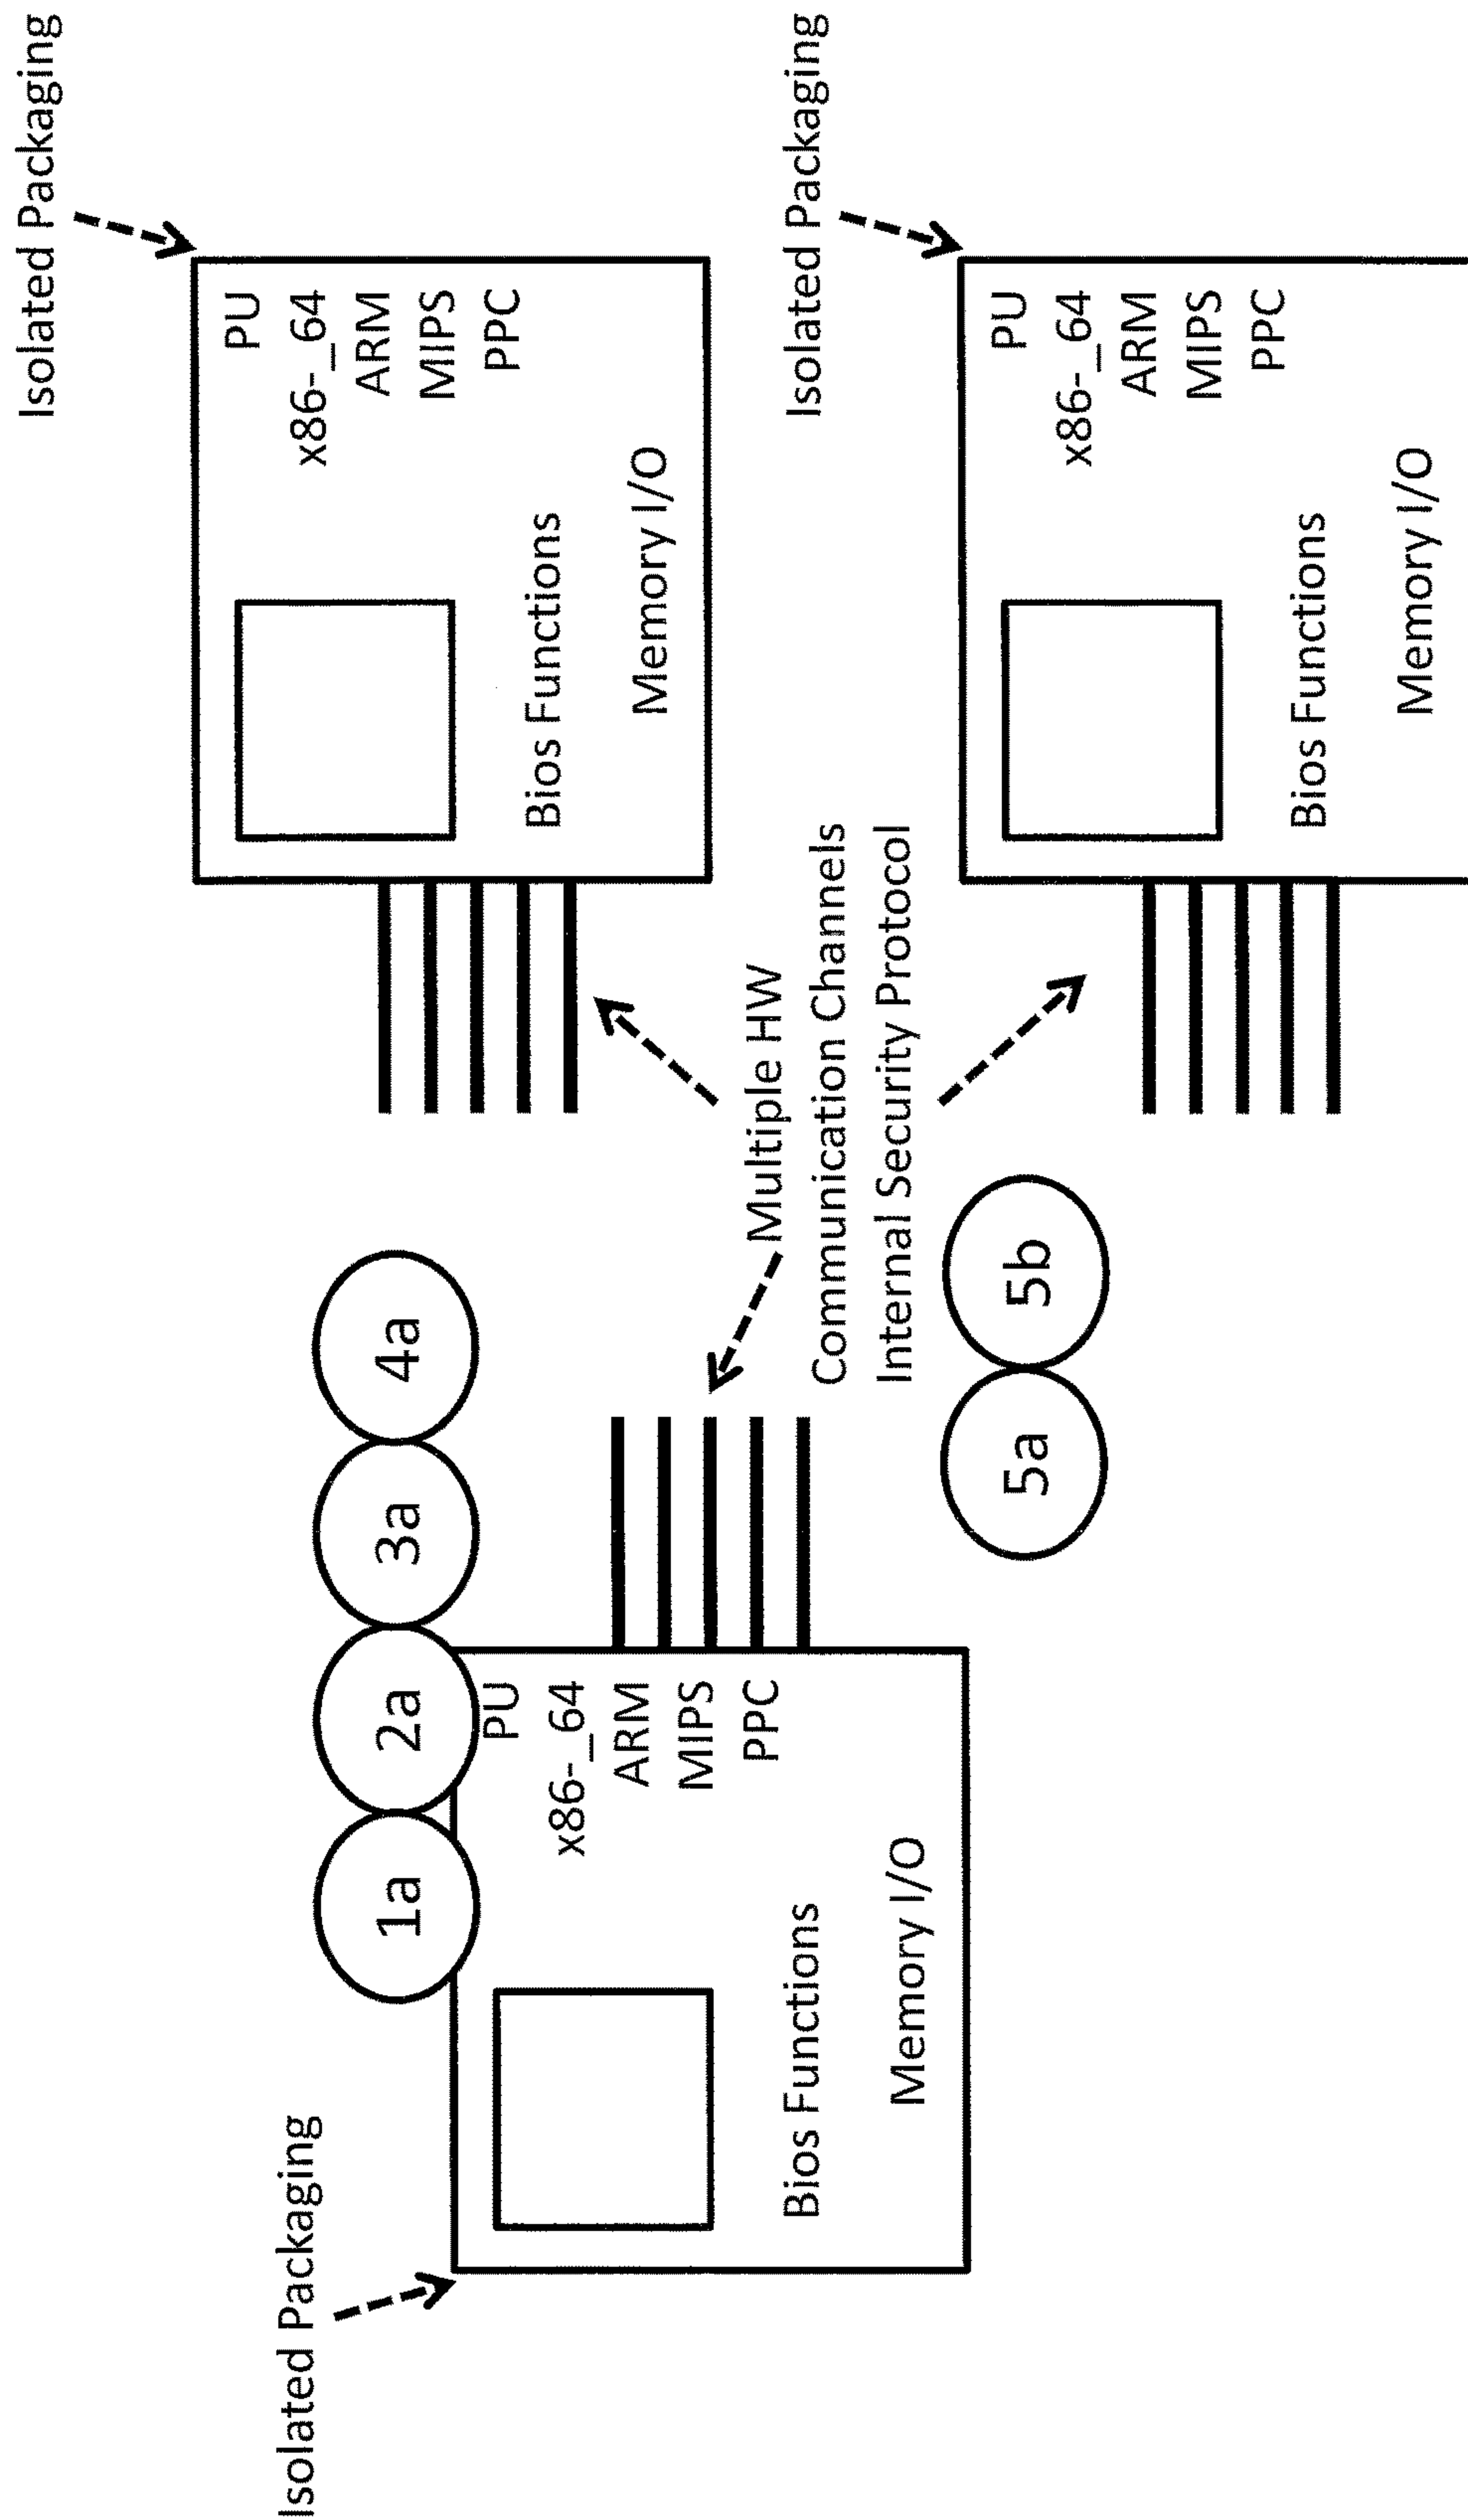 Isolated Packaging
1a
2a
3a
4a
PU
x86-_64
ARM
MIPS
PPC
Bios Functions
Memory I/O
Isolated Packaging
PU
x86-_64
ARM
MIPS
PPC
Bios Functions
Memory I/O
Multiple HW
Communication Channels
Internal Security Protocol
5a
5b
Isolated Packaging
PU
x86-_64
ARM
MIPS
PPC
Bios Functions
Memory I/O